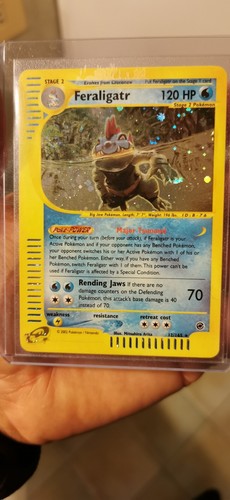 STAGE 2
Evolves from Croconaw
Put Feraligatr on the Stage 1 card
Feraligatr 120 HP
Stage 2 Pokémon
Big Jaw Pokémon. Length: 7' 7", Weight: 196 lbs.
Poké-POWER Major Tsunami
Once during your turn (before your attack), if Feraligatr is your
Active Pokémon and if your opponent has any Benched Pokémon,
your opponent switches his or her Active Pokémon with 1 of his or
her Benched Pokémon. Either way, if you have any Benched
Pokémon, switch Feraligatr with 1 of them. This power can't be
used if Feraligatr is affected by a Special Condition.
Rending Jaws If there are no
damage counters on the Defending
Pokémon, this attack's base damage is 40
instead of 70.
70
weakness resistance retreat cost
Illus. Hiromichi Sugiyama